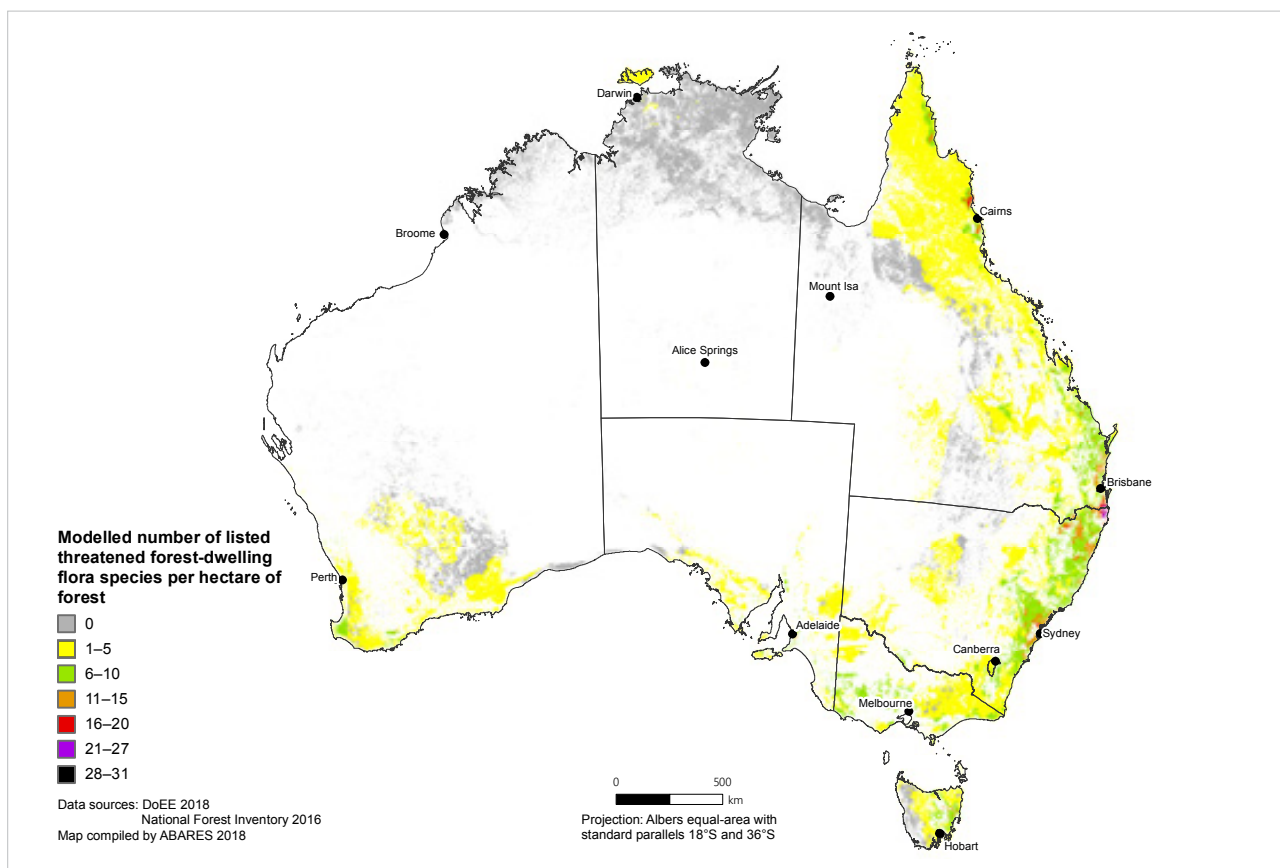 Darwin
Cairns
Broome
Mount Isa
Alice Springs
Brisbane
Modelled number of listed
threatened forest-dwelling
flora species per hectare of
forest
Perth
0
1–5
6–10
11–15
16–20
21–27
28–31
Adelaide
Sydney
Canberra
Melbourne
Data sources: DoEE 2018
National Forest Inventory 2016
Map compiled by ABARES 2018
0 500
km
Projection: Albers equal-area with
standard parallels 18°S and 36°S
Hobart